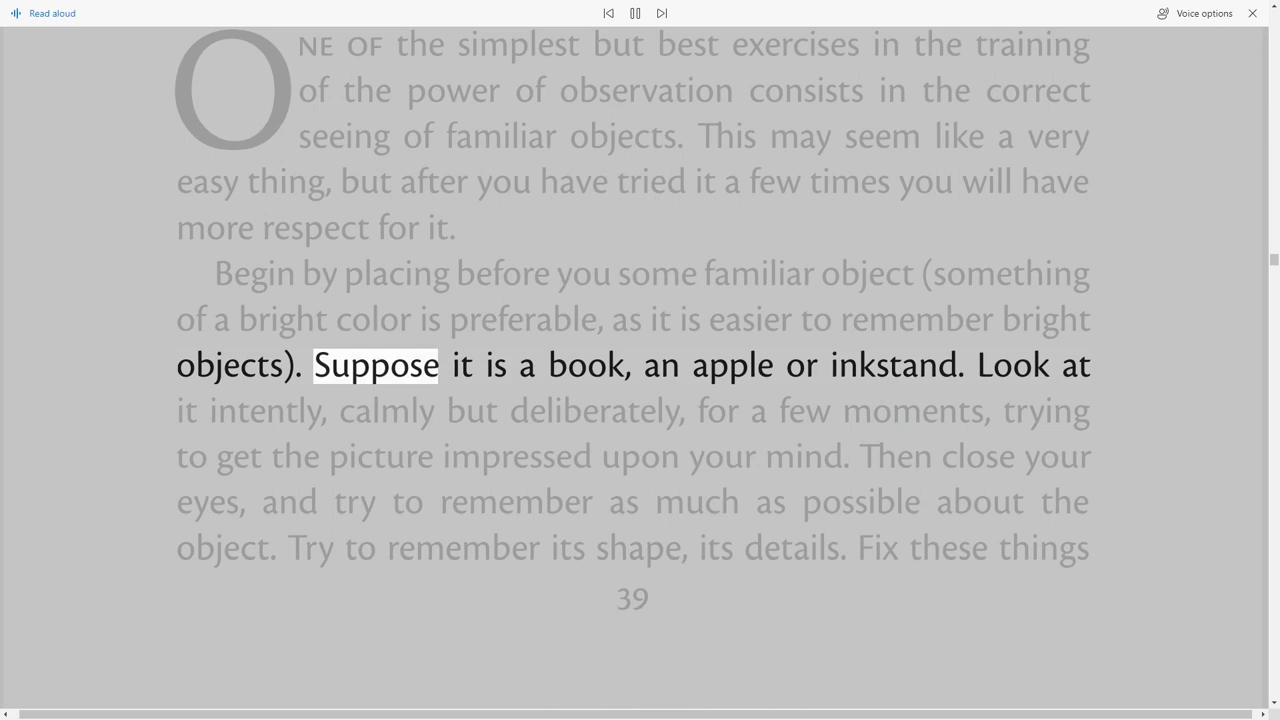 Read aloud
Voice options
ONE OF the simplest but best exercises in the training
of the power of observation consists in the correct
seeing of familiar objects. This may seem like a very
easy thing, but after you have tried it a few times you will have
more respect for it.
Begin by placing before you some familiar object (something
of a bright color is preferable, as it is easier to remember bright
objects). Suppose it is a book, an apple or inkstand. Look at
it intently, calmly but deliberately, for a few moments, trying
to get the picture impressed upon your mind. Then close your
eyes, and try to remember as much as possible about the
object. Try to remember its shape, its details. Fix these things
39